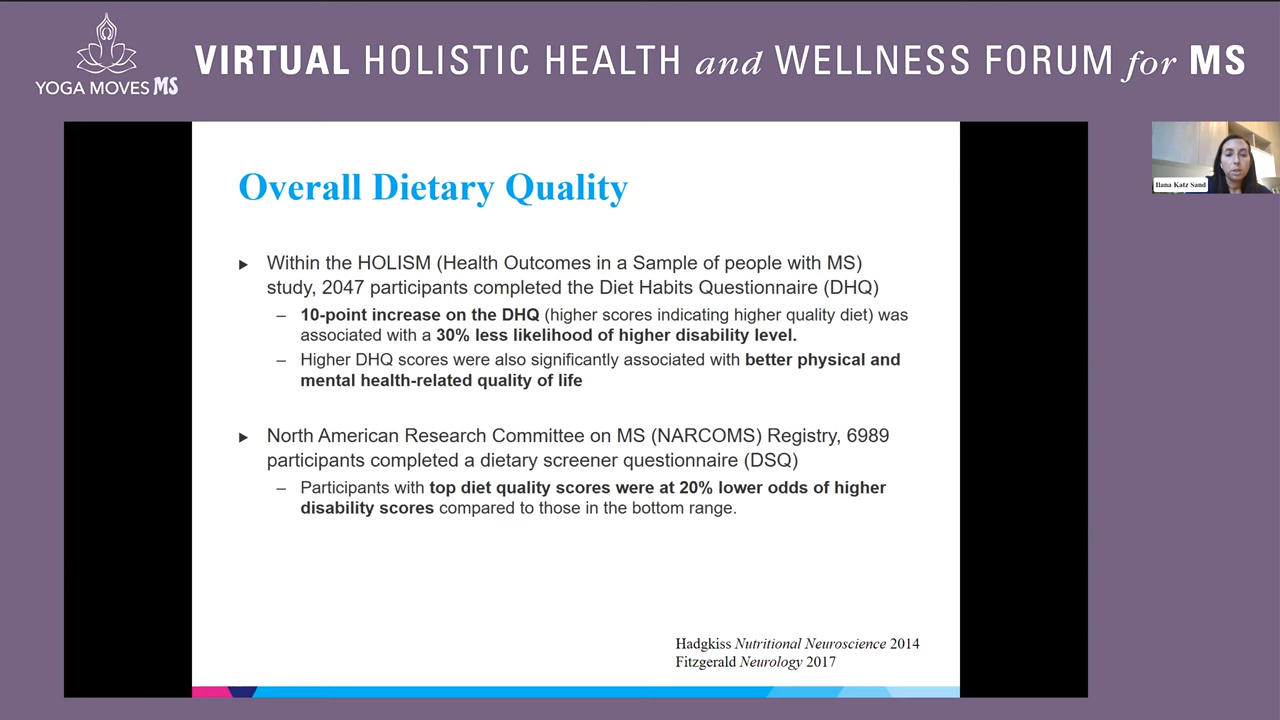 YOGA MOVES MS
VIRTUAL HOLISTIC HEALTH and WELLNESS FORUM for MS
Ilana Katz Sand
Overall Dietary Quality
Within the HOLISM (Health Outcomes in a Sample of people with MS)
study, 2047 participants completed the Diet Habits Questionnaire (DHQ)
– 10-point increase on the DHQ (higher scores indicating higher quality diet) was
associated with a 30% less likelihood of higher disability level.
– Higher DHQ scores were also significantly associated with better physical and
mental health-related quality of life
North American Research Committee on MS (NARCOMS) Registry, 6989
participants completed a dietary screener questionnaire (DSQ)
– Participants with top diet quality scores were at 20% lower odds of higher
disability scores compared to those in the bottom range.
Hadgkiss Nutritional Neuroscience 2014
Fitzgerald Neurology 2017